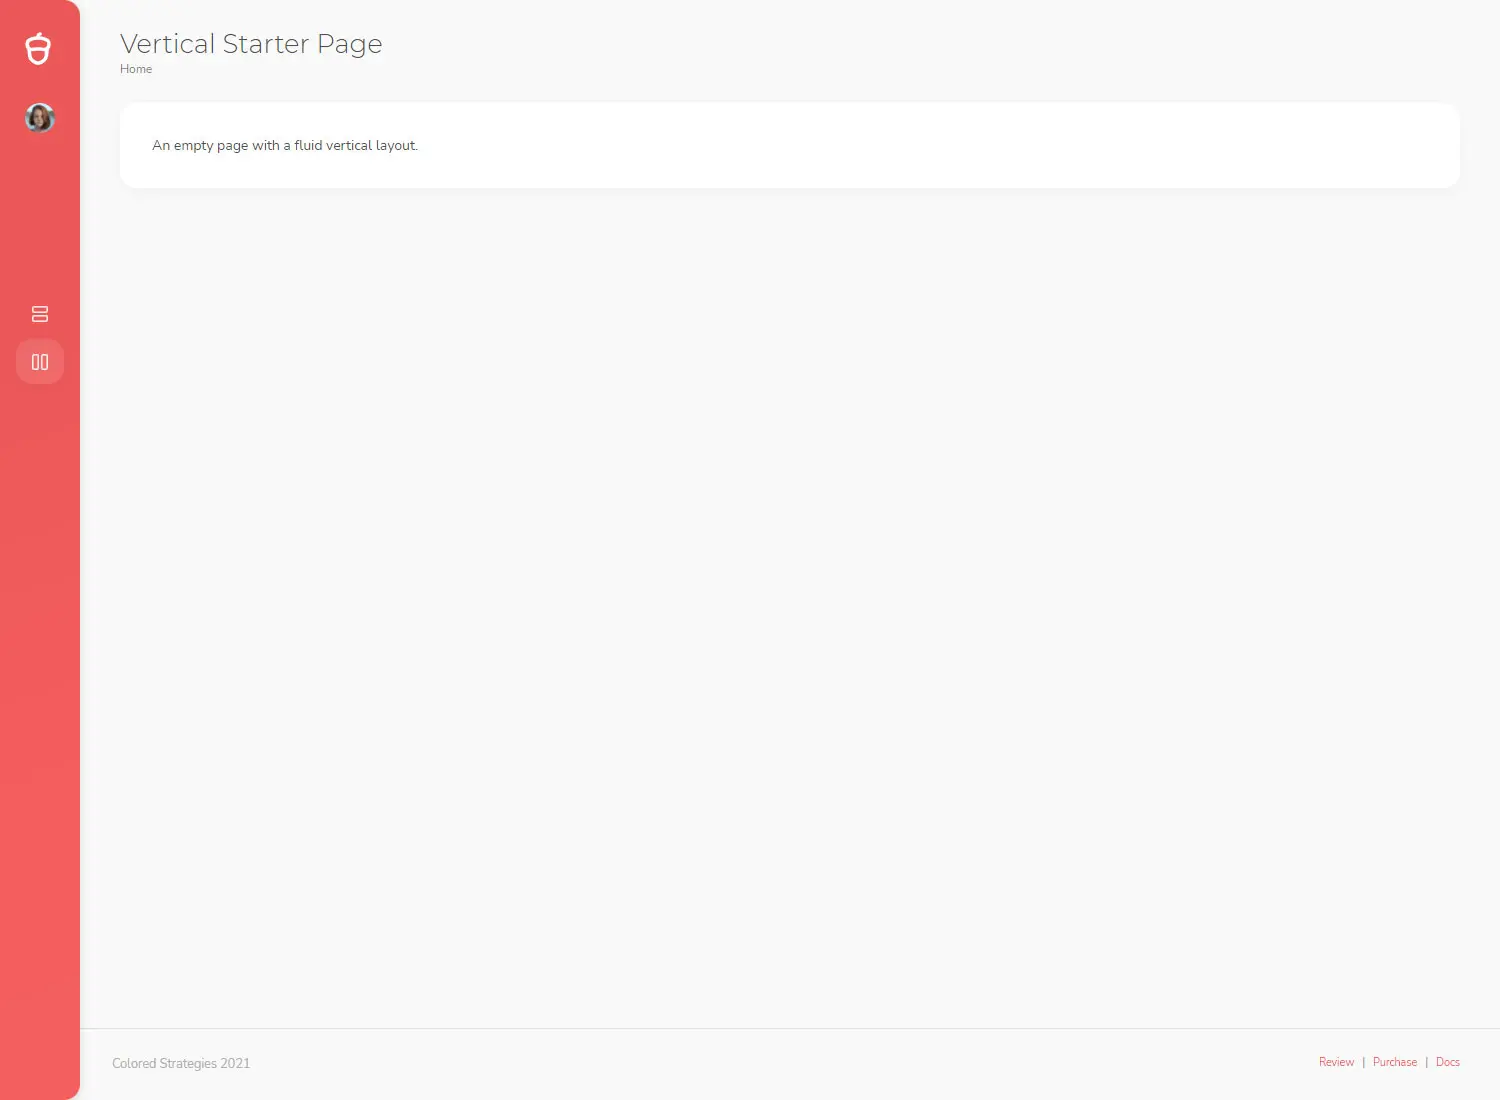 Vertical Starter Page
Home
An empty page with a fluid vertical layout.
Colored Strategies 2021
Review | Purchase | Docs